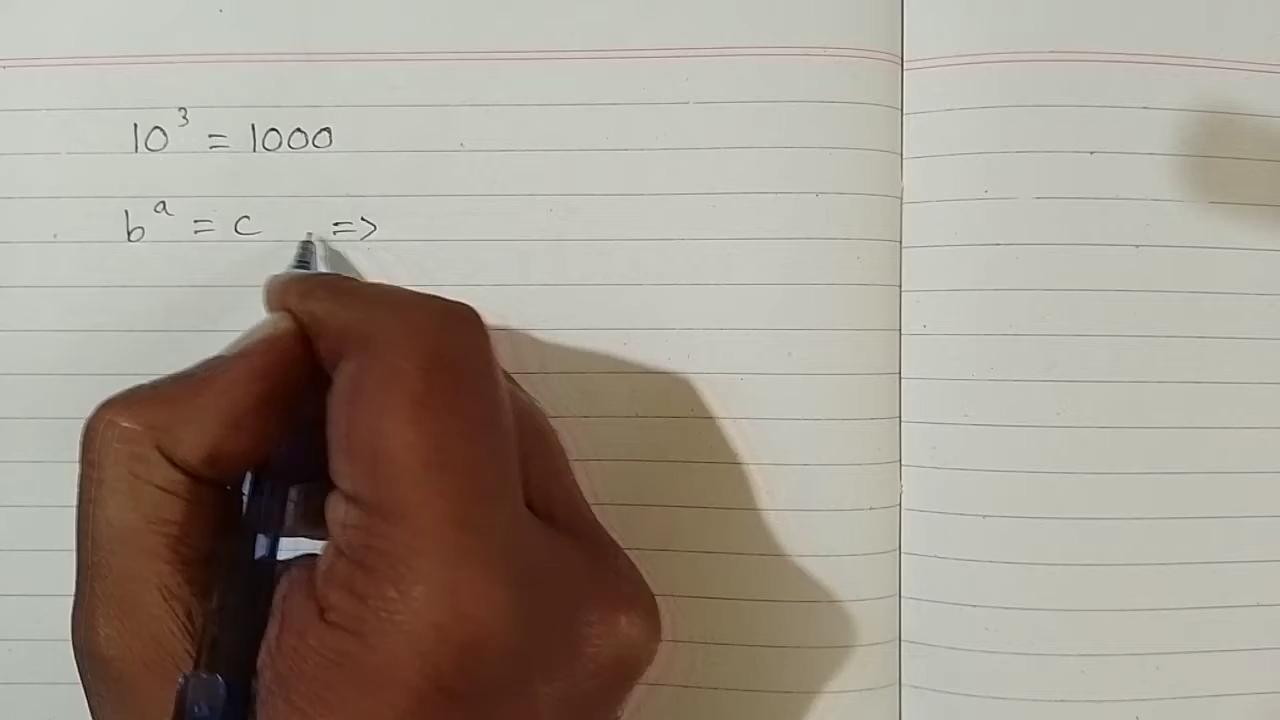 10³ = 1000
bᵃ = c =>